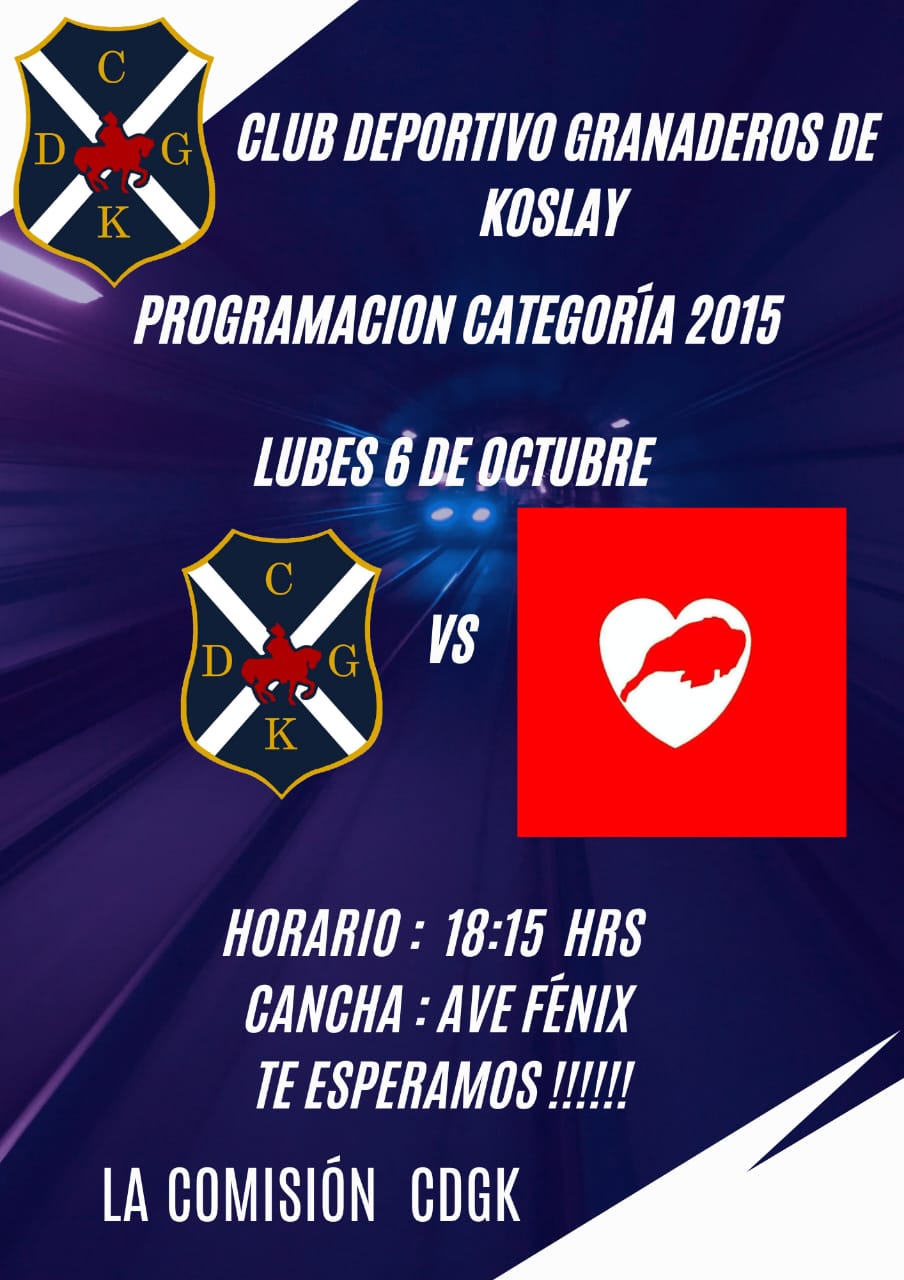 C
D G
K
CLUB DEPORTIVO GRANADEROS DE
KOSLAY
PROGRAMACION CATEGORÍA 2015
LUBES 6 DE OCTUBRE
C
D G
K
VS
HORARIO : 18:15 HRS
CANCHA : AVE FÉNIX
TE ESPERAMOS !!!!!!
LA COMISIÓN CDGK